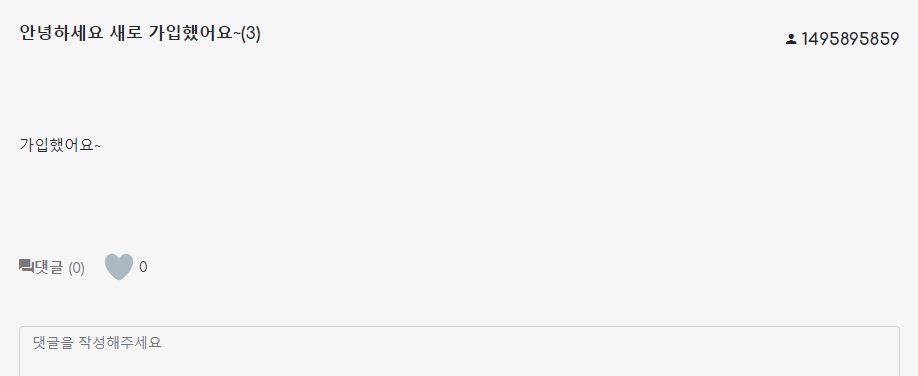 안녕하세요 새로 가입했어요~(3)
1495895859
가입했어요~
댓글 (0) 0
댓글을 작성해주세요